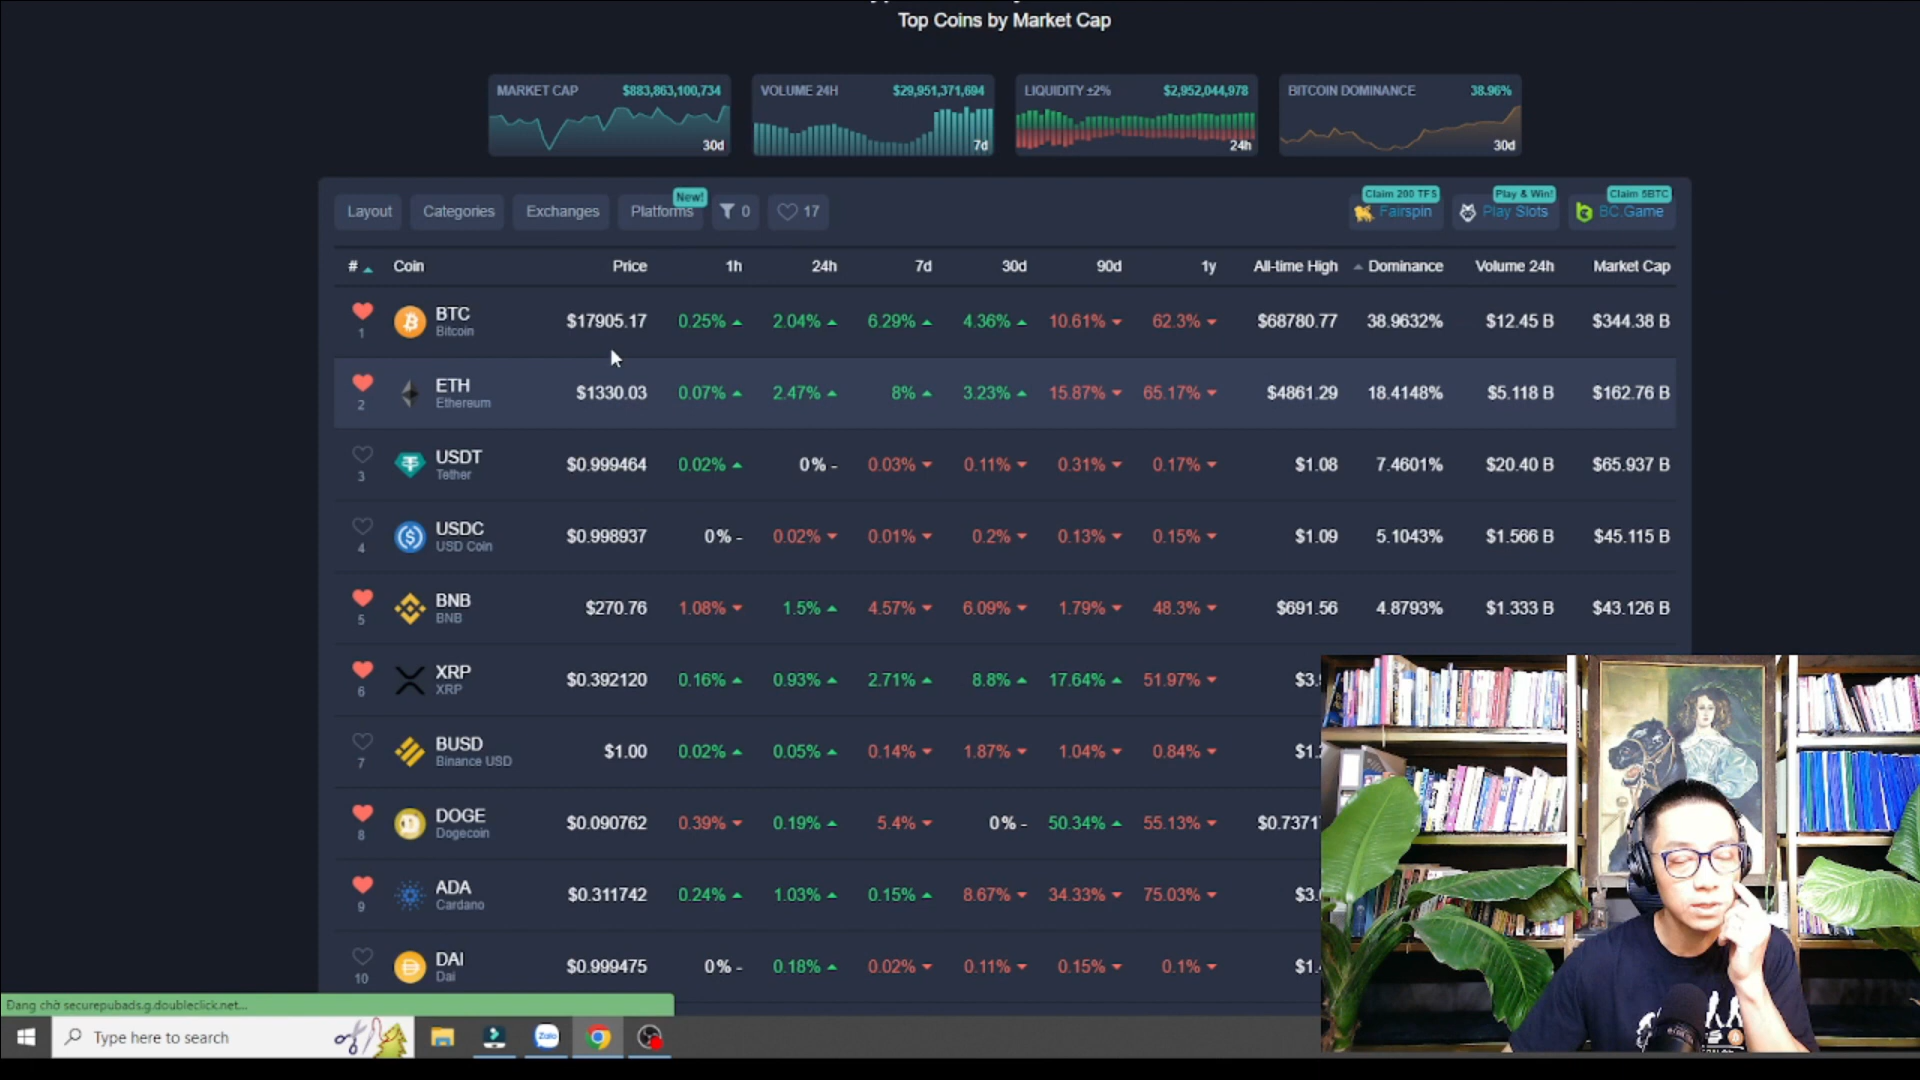 Top Coins by Market Cap
MARKET CAP $883,863,100,734
30d
VOLUME 24H $29,951,371,694
7d
LIQUIDITY ±2% $2,952,044,978
24h
BITCOIN DOMINANCE 38.96%
30d
Layout Categories Exchanges Platforms New! 0 17
Claim 200 TFS Fairspin
Play & Win! Play Slots
Claim 5BTC BC.Game
# Coin Price 1h 24h 7d 30d 90d 1y All-time High Dominance Volume 24h Market Cap
1 BTC Bitcoin $17905.17 0.25% 2.04% 6.29% 4.36% 10.61% 62.3% $68780.77 38.9632% $12.45 B $344.38 B
2 ETH Ethereum $1330.03 0.07% 2.47% 8% 3.23% 15.87% 65.17% $4861.29 18.4148% $5.118 B $162.76 B
3 USDT Tether $0.999464 0.02% 0% - 0.03% 0.11% 0.31% 0.17% $1.08 7.4601% $20.40 B $65.937 B
4 USDC USD Coin $0.998937 0% - 0.02% 0.01% 0.2% 0.13% 0.15% $1.09 5.1043% $1.566 B $45.115 B
5 BNB BNB $270.76 1.08% 1.5% 4.57% 6.09% 1.79% 48.3% $691.56 4.8793% $1.333 B $43.126 B
6 XRP XRP $0.392120 0.16% 0.93% 2.71% 8.8% 17.64% 51.97% $3.
7 BUSD Binance USD $1.00 0.02% 0.05% 0.14% 1.87% 1.04% 0.84% $1.
8 DOGE Dogecoin $0.090762 0.39% 0.19% 5.4% 0% - 50.34% 55.13% $0.7371
9 ADA Cardano $0.311742 0.24% 1.03% 0.15% 8.67% 34.33% 75.03% $3.
10 DAI Dai $0.999475 0% - 0.18% 0.02% 0.11% 0.15% 0.1% $1.
Đang chờ securepubads.g.doubleclick.net...
Type here to search
Zalo